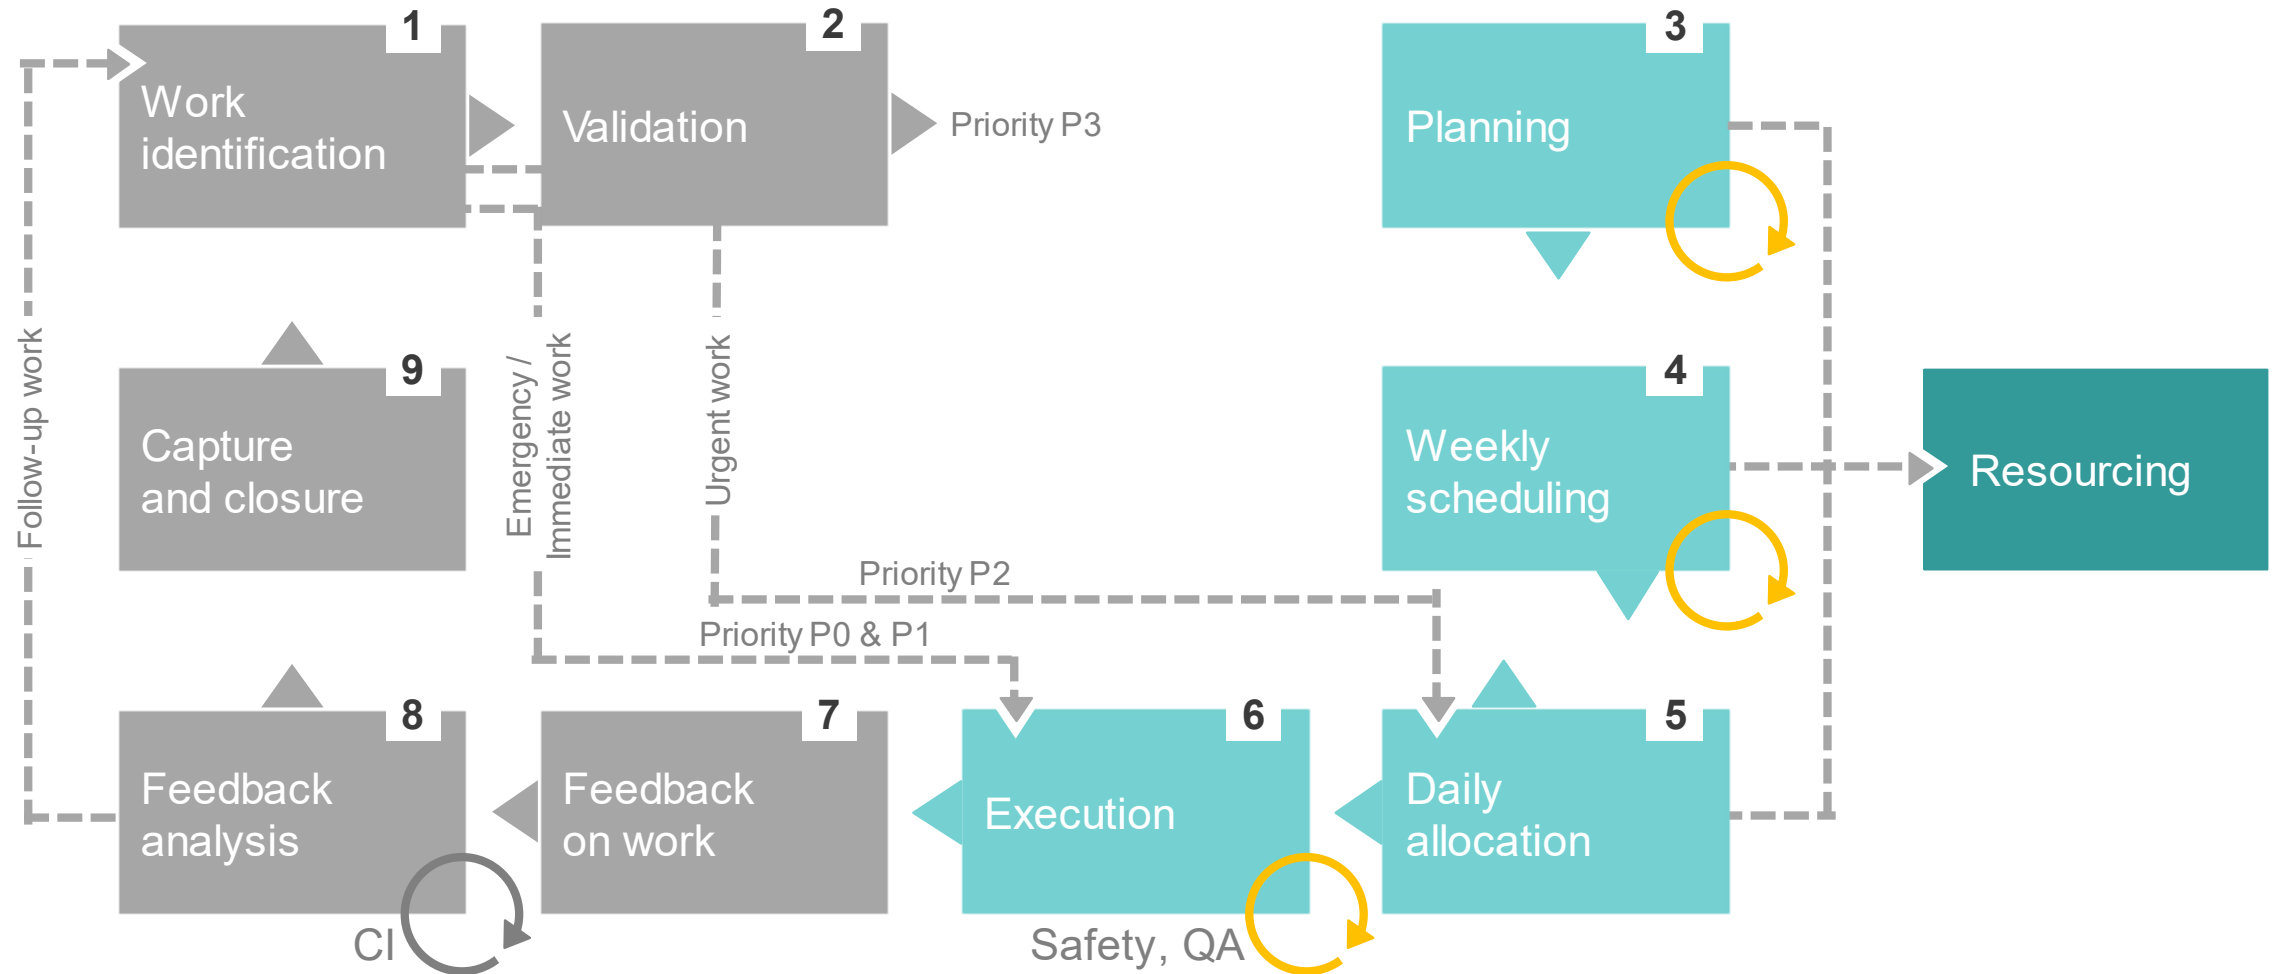 1
Work
identification
2
Validation
Priority P3
3
Planning
Follow-up work
9
Capture
and closure
Emergency /
Immediate work
Urgent work
4
Weekly
scheduling
Resourcing
Priority P2
Priority P0 & P1
8
Feedback
analysis
CI
7
Feedback
on work
6
Execution
Safety, QA
5
Daily
allocation